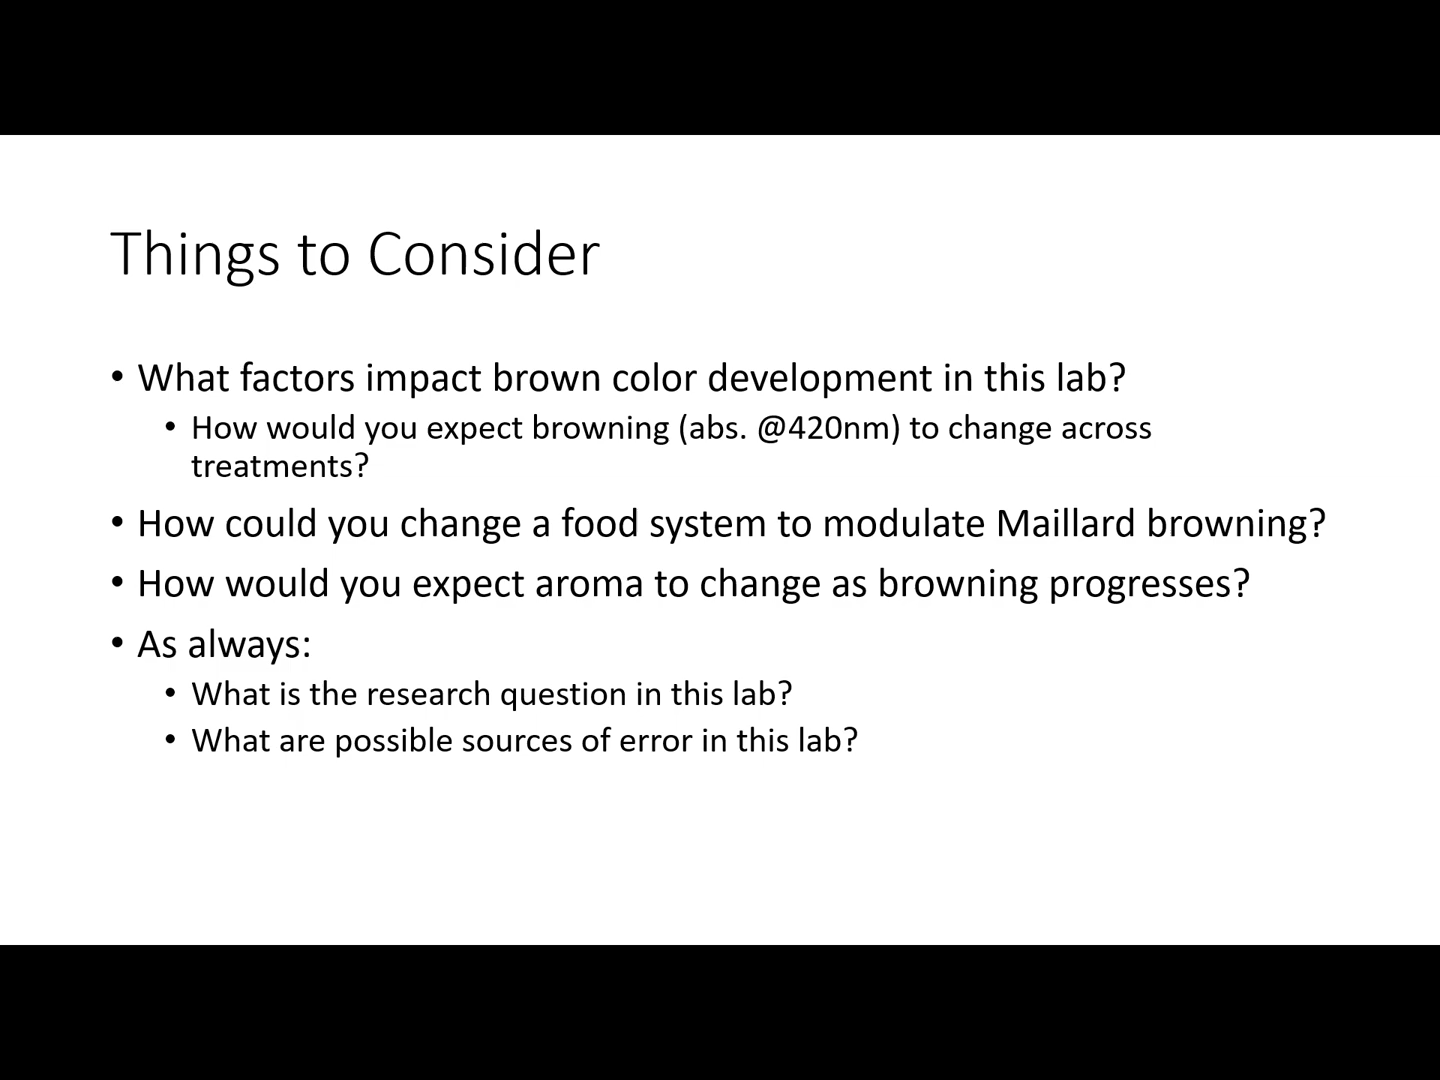 Things to Consider
• What factors impact brown color development in this lab?
• How would you expect browning (abs. @420nm) to change across
treatments?
• How could you change a food system to modulate Maillard browning?
• How would you expect aroma to change as browning progresses?
• As always:
• What is the research question in this lab?
• What are possible sources of error in this lab?